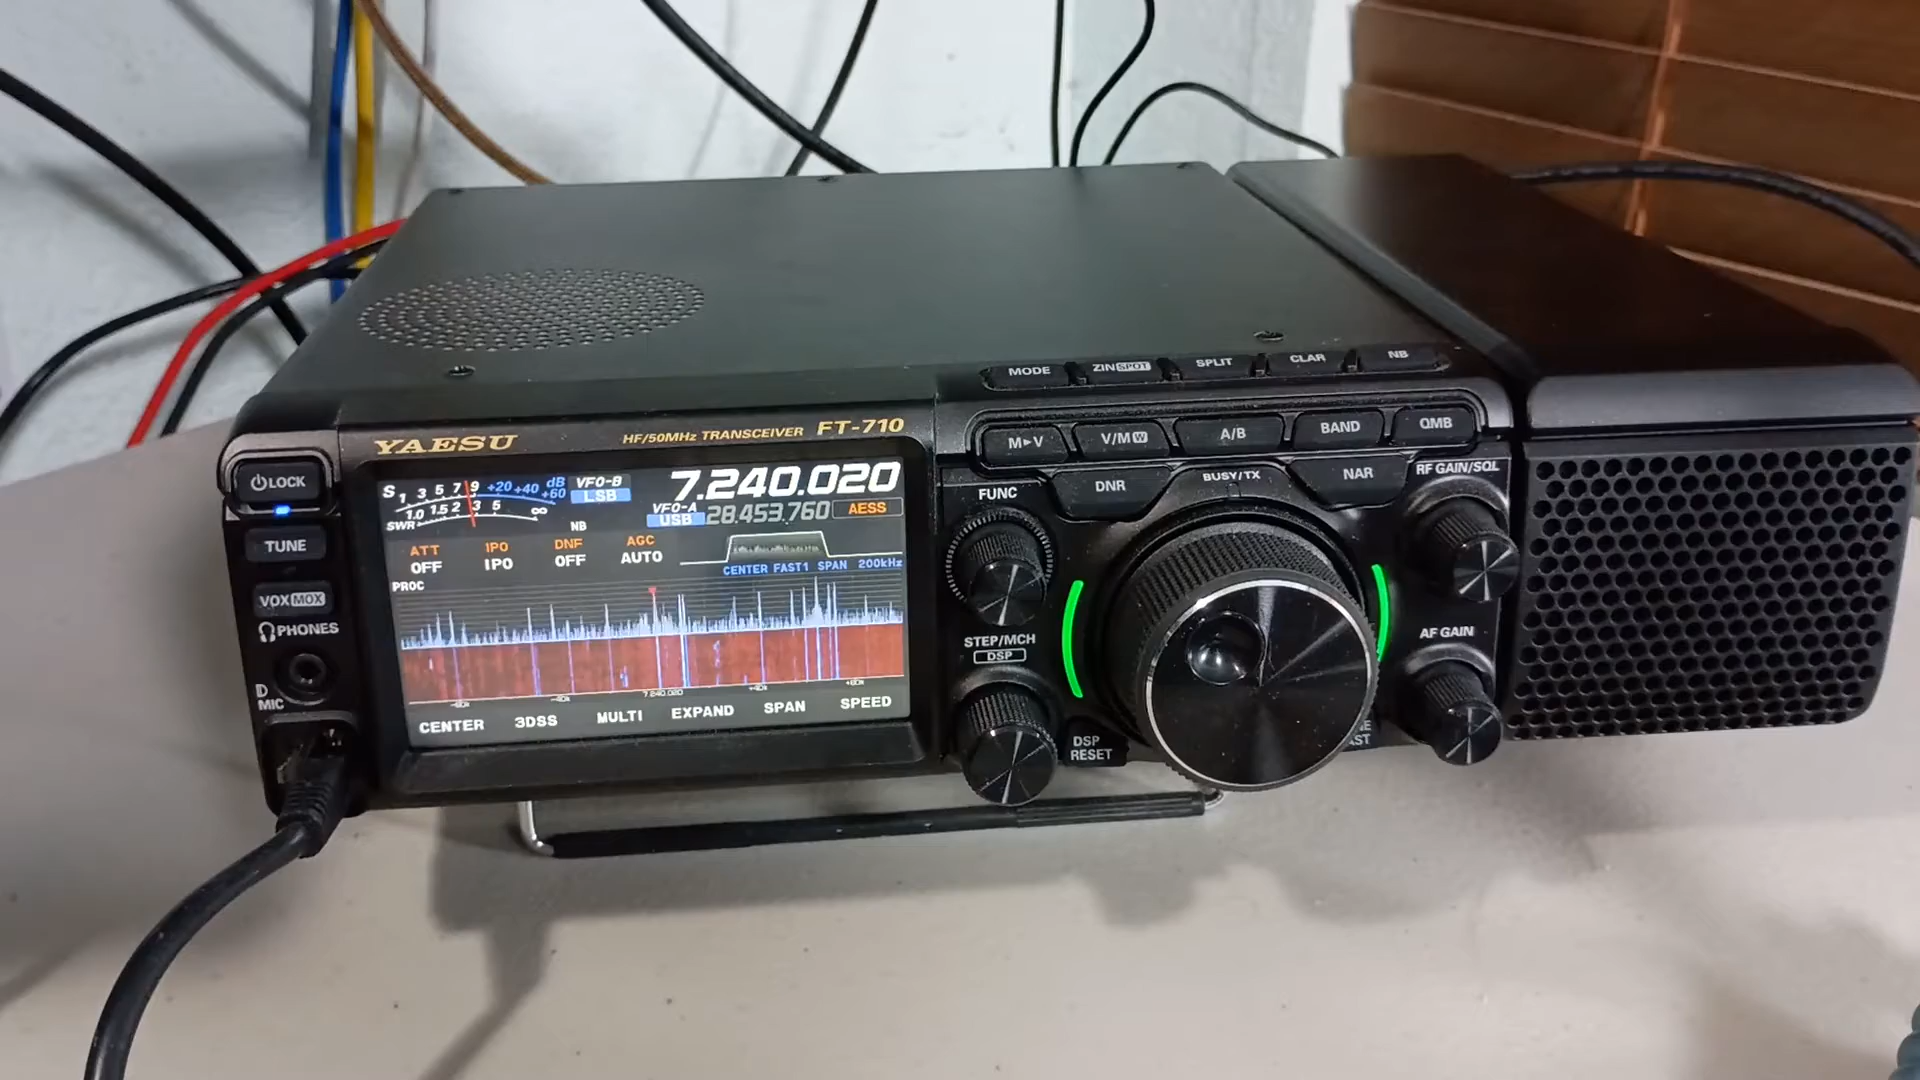 MODE ZIN SPOT SPLIT CLAR NB
YAESU HF/50MHz TRANSCEIVER FT-710
M►V V/M W A/B BAND QMB
LOCK
TUNE
VOX MOX
PHONES
MIC
S 1 3 5 7 9 +20 +40 +60 dB
1.0 1.5 2 3 5 ∞
SWR
VFO-B
LSB
7.240.020
VFO-A
USB 28.453.760 AESS
NB
ATT IPO DNF AGC
OFF IPO OFF AUTO
CENTER FAST1 SPAN 200kHz
PROC
7.240.020
CENTER 3DSS MULTI EXPAND SPAN SPEED
FUNC DNR BUSY/TX NAR RF GAIN/SQL
STEP/MCH
DSP
AF GAIN
DSP
RESET